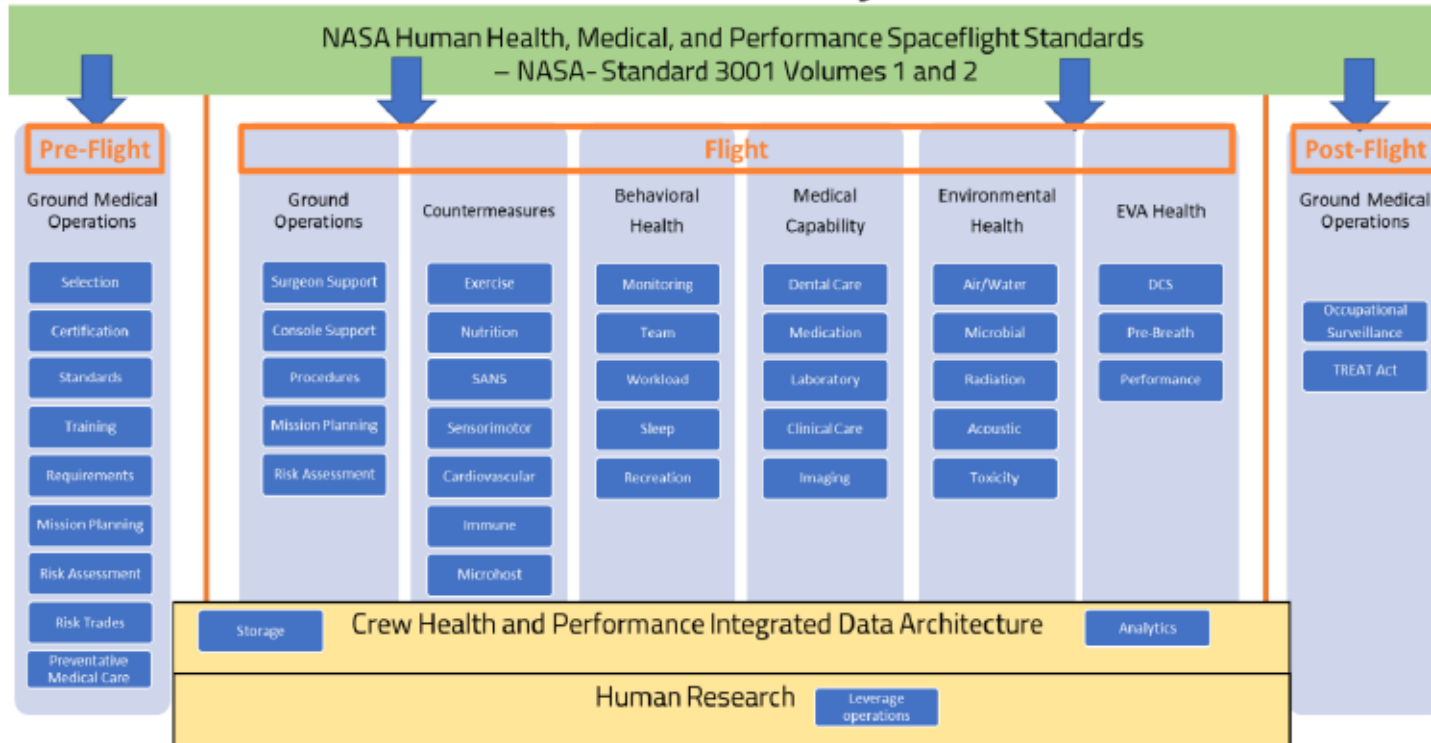 NASA Human Health, Medical, and Performance Spaceflight Standards
– NASA- Standard 3001 Volumes 1 and 2
Pre-Flight
Ground Medical
Operations
Selection
Certification
Standards
Training
Requirements
Mission Planning
Risk Assessment
Risk Trades
Preventative
Medical Care
Flight
Ground
Operations
Surgeon Support
Console Support
Procedures
Mission Planning
Risk Assessment
Countermeasures
Exercise
Nutrition
SANS
Sensorimotor
Cardiovascular
Immune
Microhost
Behavioral
Health
Monitoring
Team
Workload
Sleep
Recreation
Medical
Capability
Dental Care
Medication
Laboratory
Clinical Care
Imaging
Environmental
Health
Air/Water
Microbial
Radiation
Acoustic
Toxicity
EVA Health
DCS
Pre-Breath
Performance
Post-Flight
Ground Medical
Operations
Occupational
Surveillance
TREAT Act
Storage
Crew Health and Performance Integrated Data Architecture
Analytics
Human Research
Leverage
operations